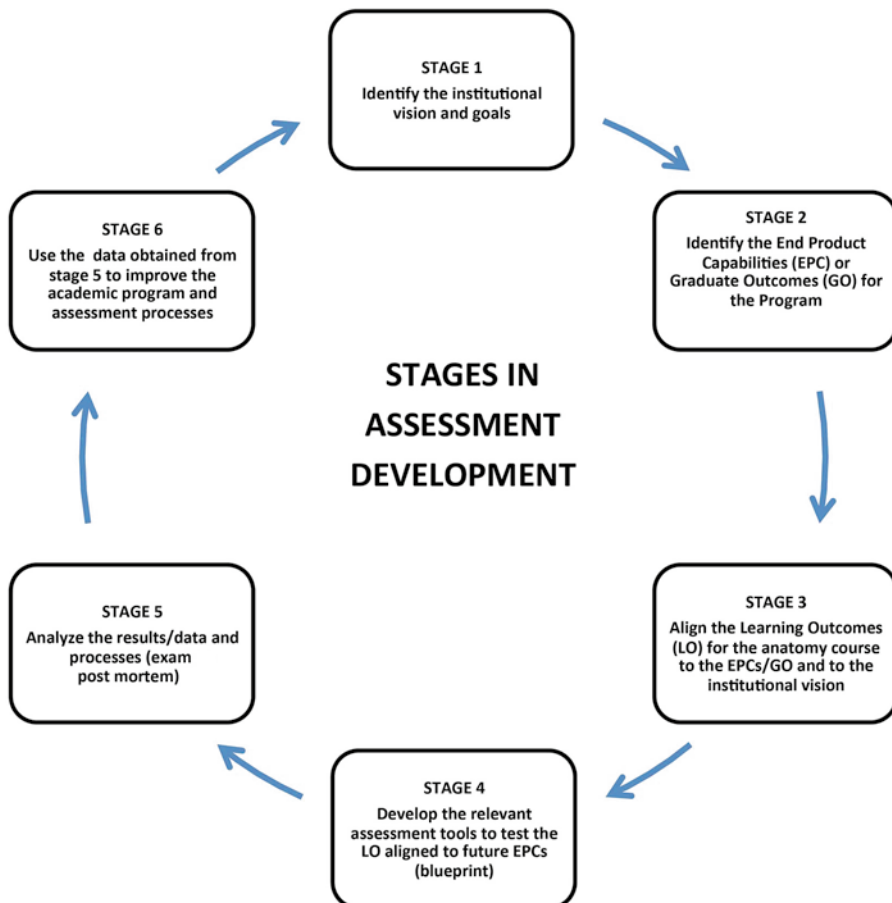 STAGE 1
Identify the institutional
vision and goals
STAGE 2
Identify the End Product
Capabilities (EPC) or
Graduate Outcomes (GO) for
the Program
STAGE 3
Align the Learning Outcomes
(LO) for the anatomy course
to the EPCs/GO and to the
institutional vision
STAGE 4
Develop the relevant
assessment tools to test the
LO aligned to future EPCs
(blueprint)
STAGE 5
Analyze the results/data and
processes (exam
post mortem)
STAGE 6
Use the  data obtained from
stage 5 to improve the
academic program and
assessment processes
STAGES IN
ASSESSMENT
DEVELOPMENT